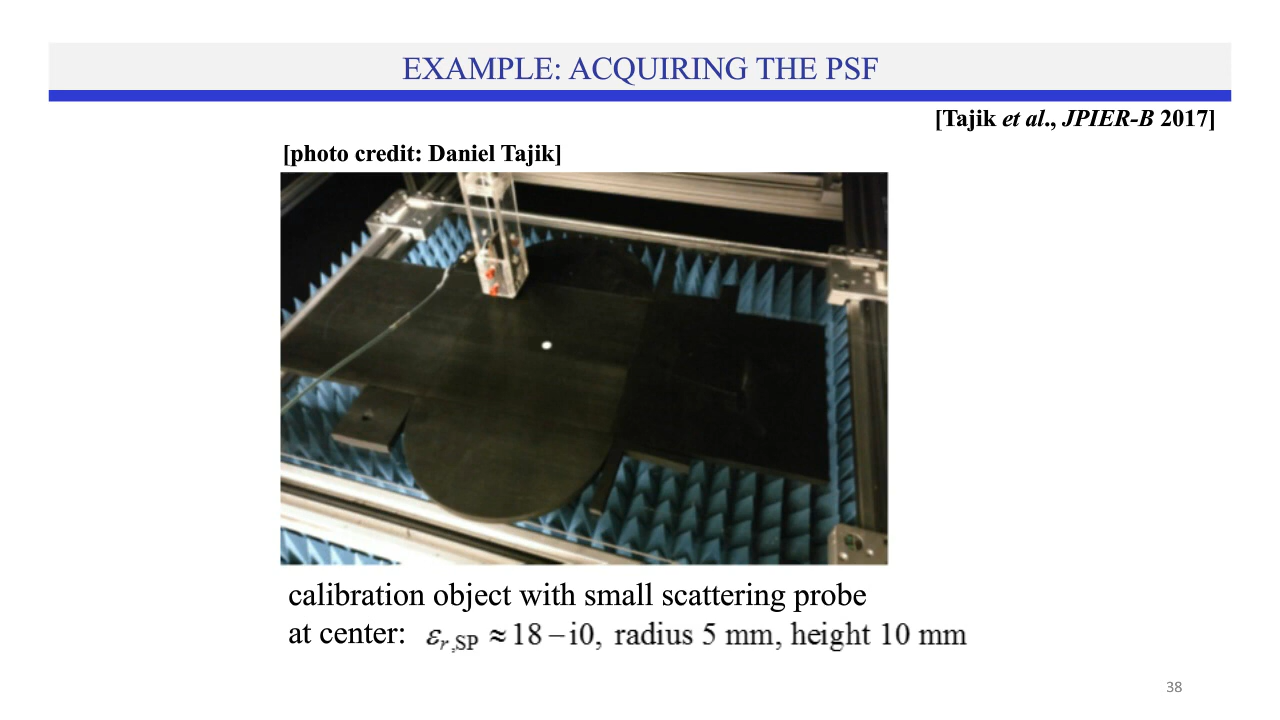 EXAMPLE: ACQUIRING THE PSF
[Tajik et al., JPIER-B 2017]
[photo credit: Daniel Tajik]
calibration object with small scattering probe
at center: εr,SP ≈ 18 – i0, radius 5 mm, height 10 mm
38